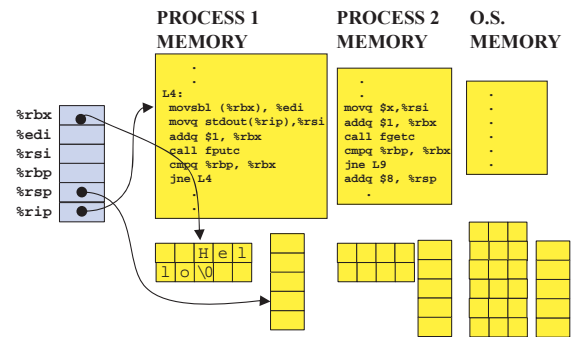 PROCESS 1
MEMORY
PROCESS 2
MEMORY
O.S.
MEMORY
%rbx
%edi
%rsi
%rbp
%rsp
%rip
.
.
L4:
movsbl (%rbx), %edi
movq stdout(%rip),%rsi
addq $1, %rbx
call fputc
cmpq %rbp, %rbx
jne L4
.
.
.
.
movq $x,%rsi
addq $1, %rbx
call fgetc
cmpq %rbp, %rbx
jne L9
addq $8, %rsp
.
.
.
.
.
.
.
H e l
l o \0